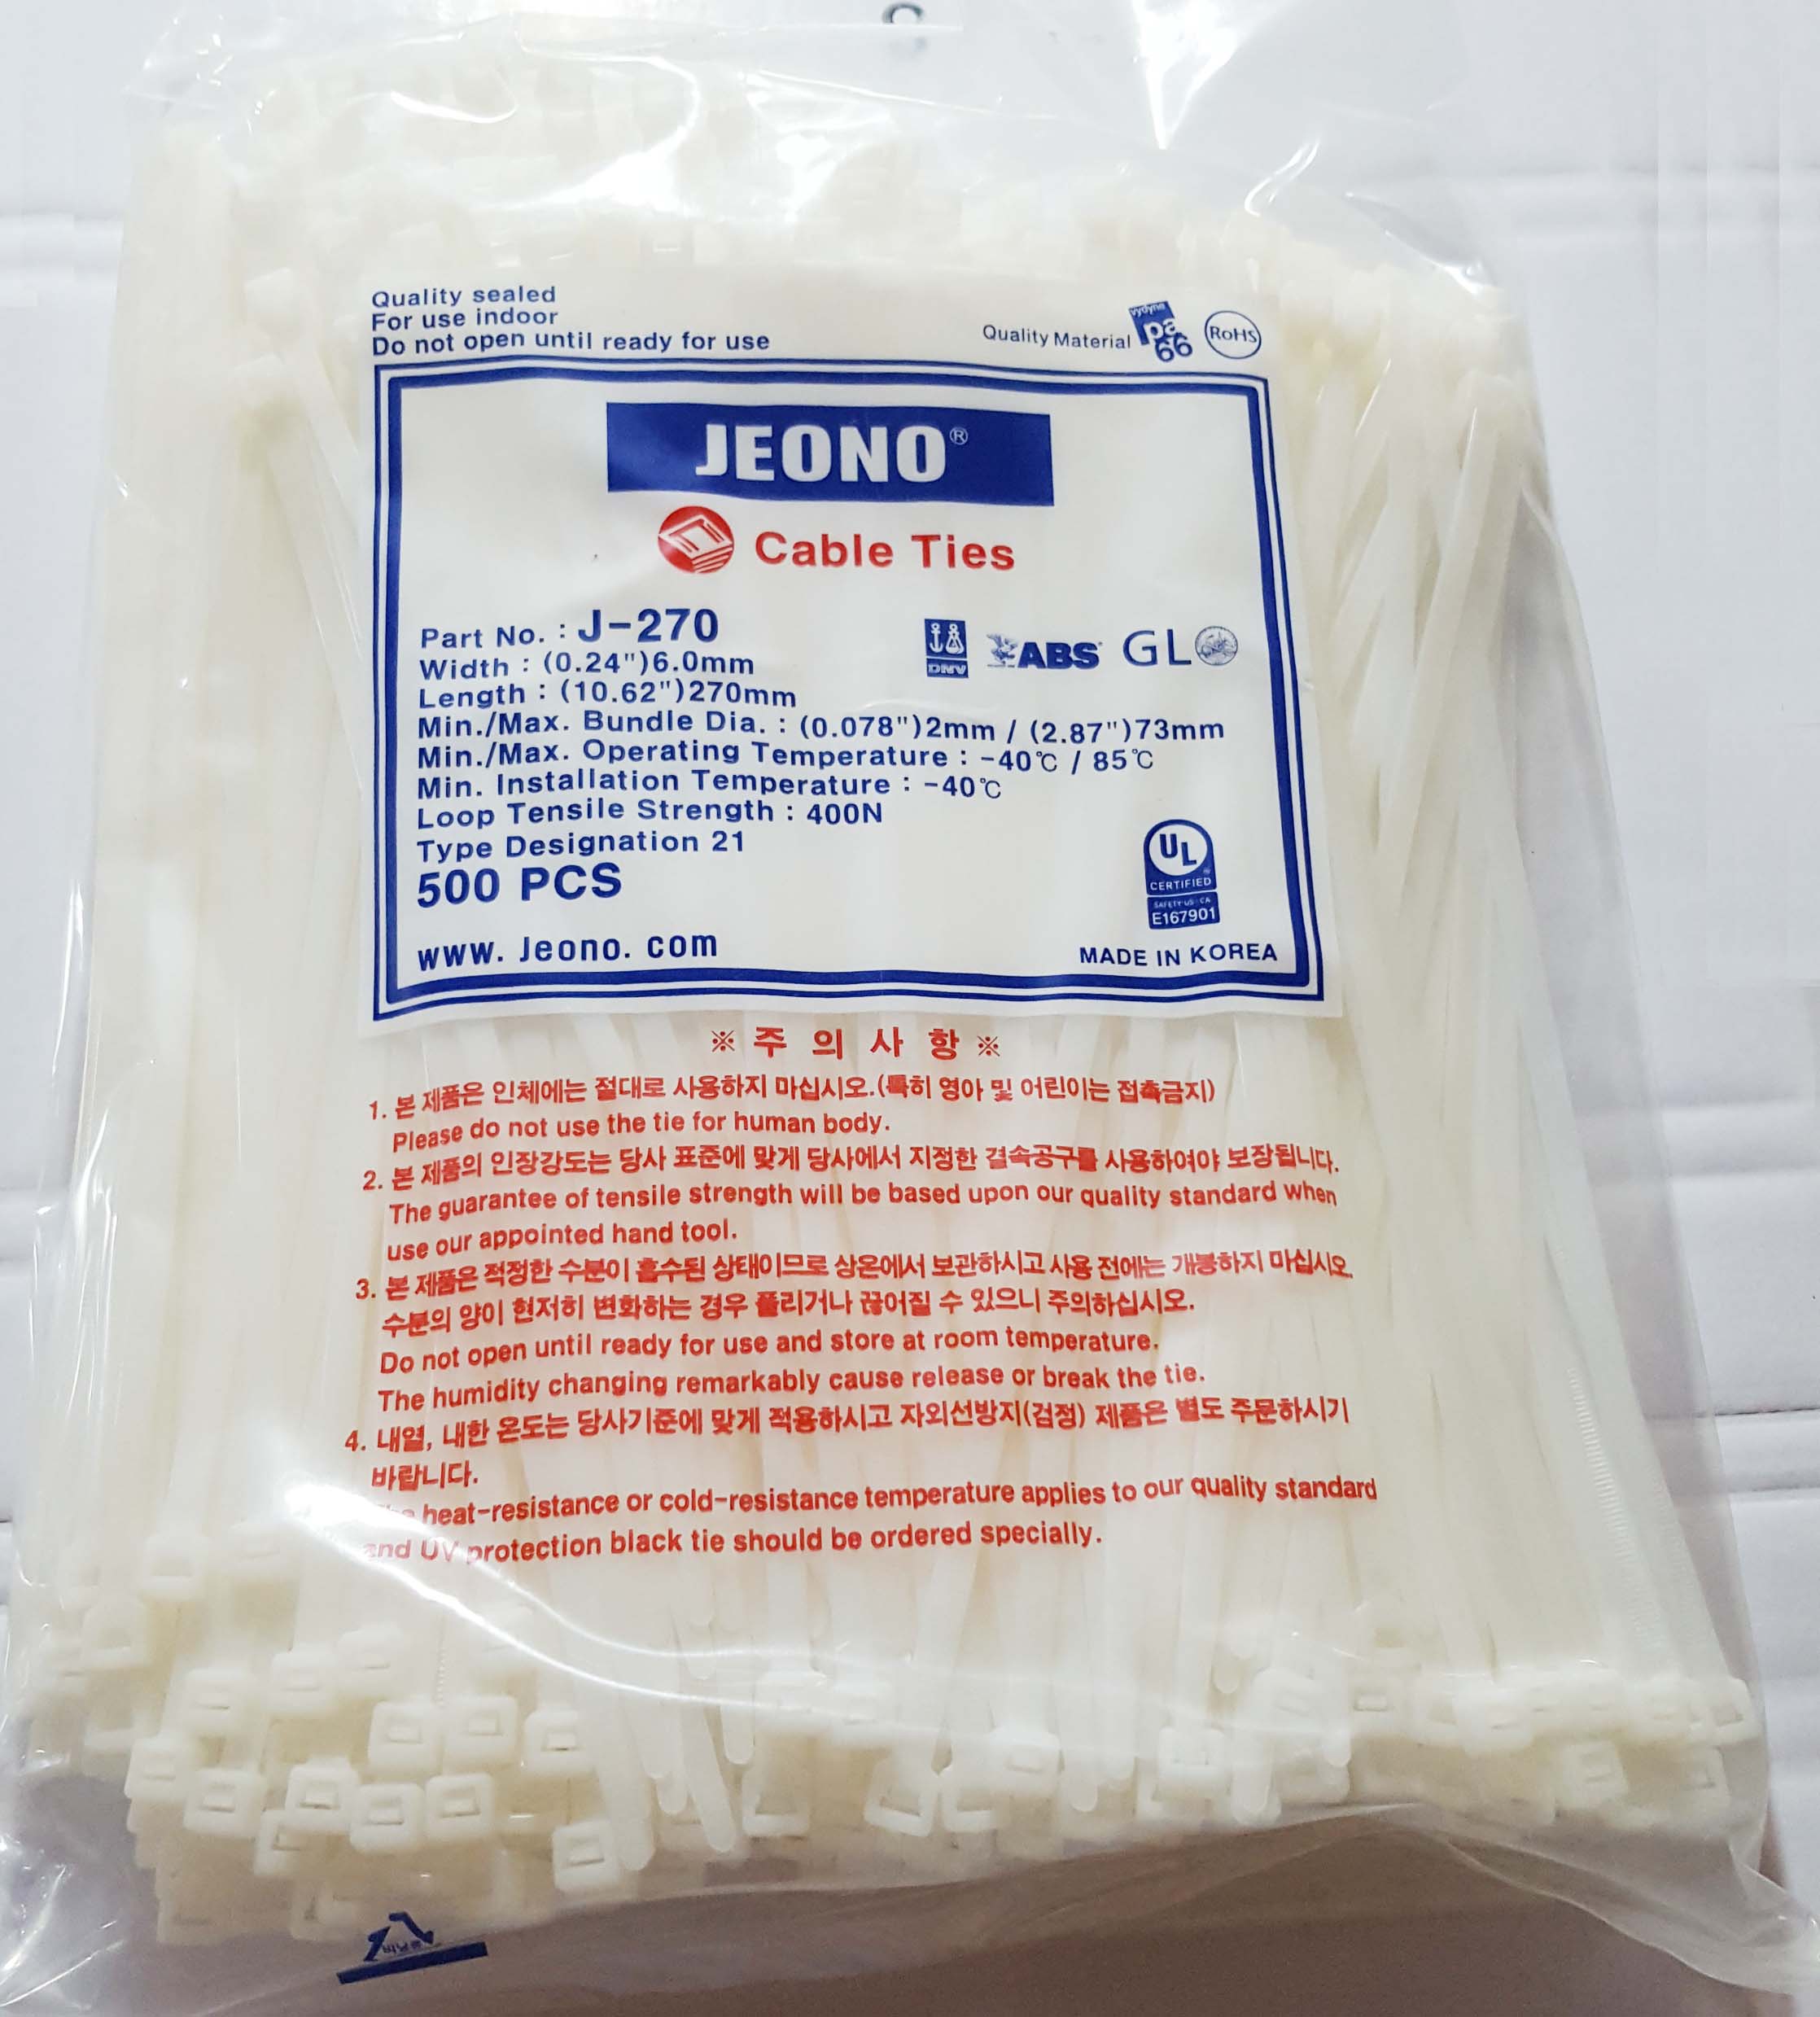 Quality sealed
For use indoor
Do not open until ready for use
Quality Material
vydyne
pa
66
RoHS
JEONO®
Cable Ties
Part No. : J-270
Width : (0.24")6.0mm
Length : (10.62")270mm
DNV
ABS
GL
Min./Max. Bundle Dia. : (0.078")2mm / (2.87")73mm
Min./Max. Operating Temperature : -40℃ / 85℃
Min. Installation Temperature : -40℃
Loop Tensile Strength : 400N
Type Designation 21
500 PCS
UL
CERTIFIED
SAFETY US CA
E167901
www. Jeono. com
MADE IN KOREA
※ 주 의 사 항 ※
1. 본 제품은 인체에는 절대로 사용하지 마십시오.(특히 영아 및 어린이는 접촉금지)
Please do not use the tie for human body.
2. 본 제품의 인장강도는 당사 표준에 맞게 당사에서 지정한 결속공구를 사용하여야 보장됩니다.
The guarantee of tensile strength will be based upon our quality standard when
use our appointed hand tool.
3. 본 제품은 적정한 수분이 흡수된 상태이므로 상온에서 보관하시고 사용 전에는 개봉하지 마십시오.
수분의 양이 현저히 변화하는 경우 풀리거나 끊어질 수 있으니 주의하십시오.
Do not open until ready for use and store at room temperature.
The humidity changing remarkably cause release or break the tie.
4. 내열, 내한 온도는 당사기준에 맞게 적용하시고 자외선방지(검정) 제품은 별도 주문하시기
바랍니다.
heat-resistance or cold-resistance temperature applies to our quality standard
and UV protection black tie should be ordered specially.